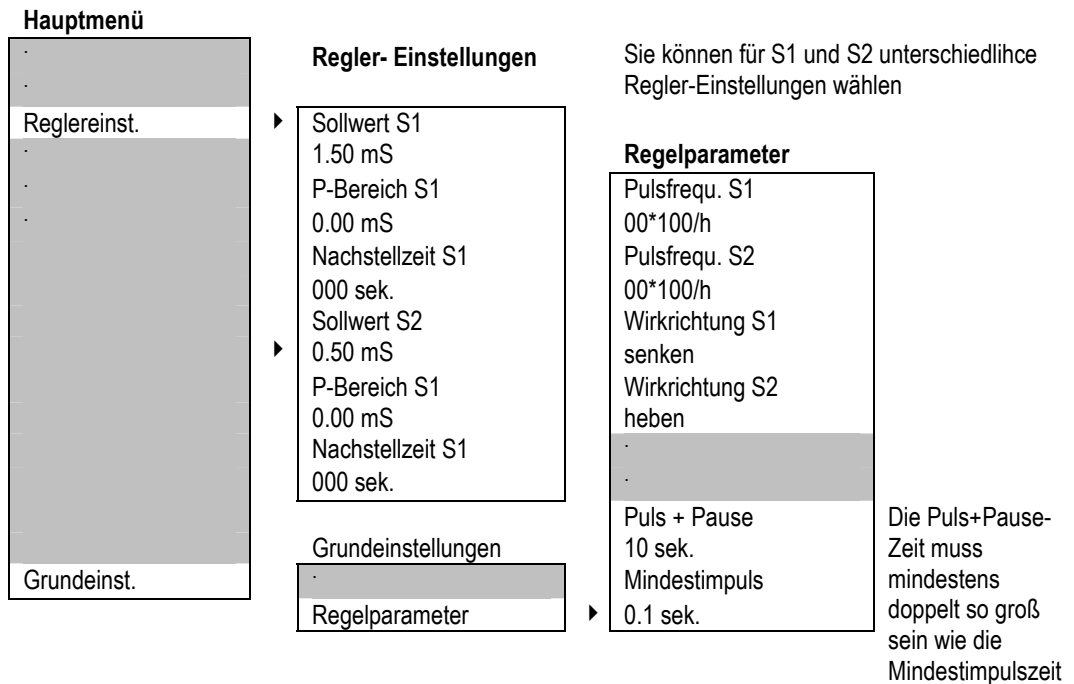 Hauptmenü
.
.
Reglereinst.
.
.
.
Grundeinst.
Regler- Einstellungen
Sollwert S1
1.50 mS
P-Bereich S1
0.00 mS
Nachstellzeit S1
000 sek.
Sollwert S2
0.50 mS
P-Bereich S1
0.00 mS
Nachstellzeit S1
000 sek.
Grundeinstellungen
.
Regelparameter
Sie können für S1 und S2 unterschiedlihce
Regler-Einstellungen wählen
Regelparameter
Pulsfrequ. S1
00*100/h
Pulsfrequ. S2
00*100/h
Wirkrichtung S1
senken
Wirkrichtung S2
heben
.
.
Puls + Pause
10 sek.
Mindestimpuls
0.1 sek.
Die Puls+Pause-
Zeit muss
mindestens
doppelt so groß
sein wie die
Mindestimpulszeit